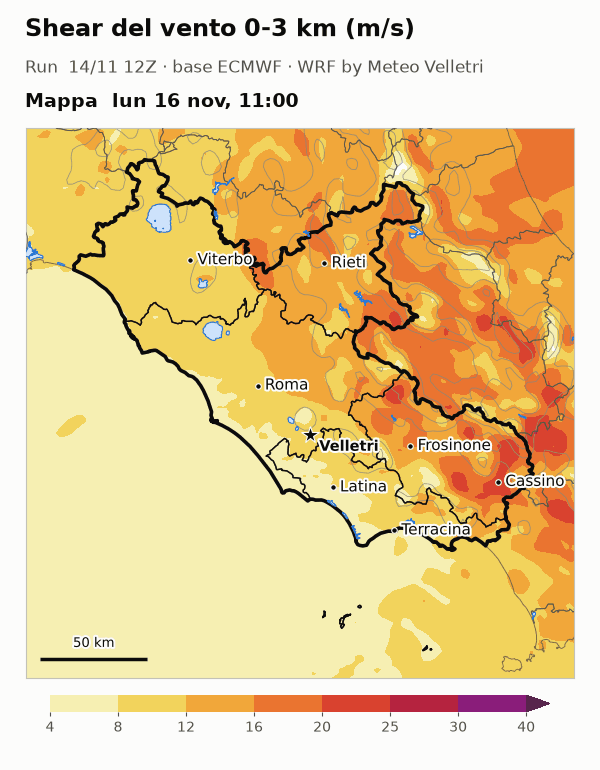 Shear del vento 0-3 km (m/s)
Run  14/11 12Z · base ECMWF · WRF by Meteo Velletri
Mappa  lun 16 nov, 11:00
Viterbo
Rieti
Roma
Velletri
Frosinone
Latina
Cassino
Terracina
50 km
4 8 12 16 20 25 30 40